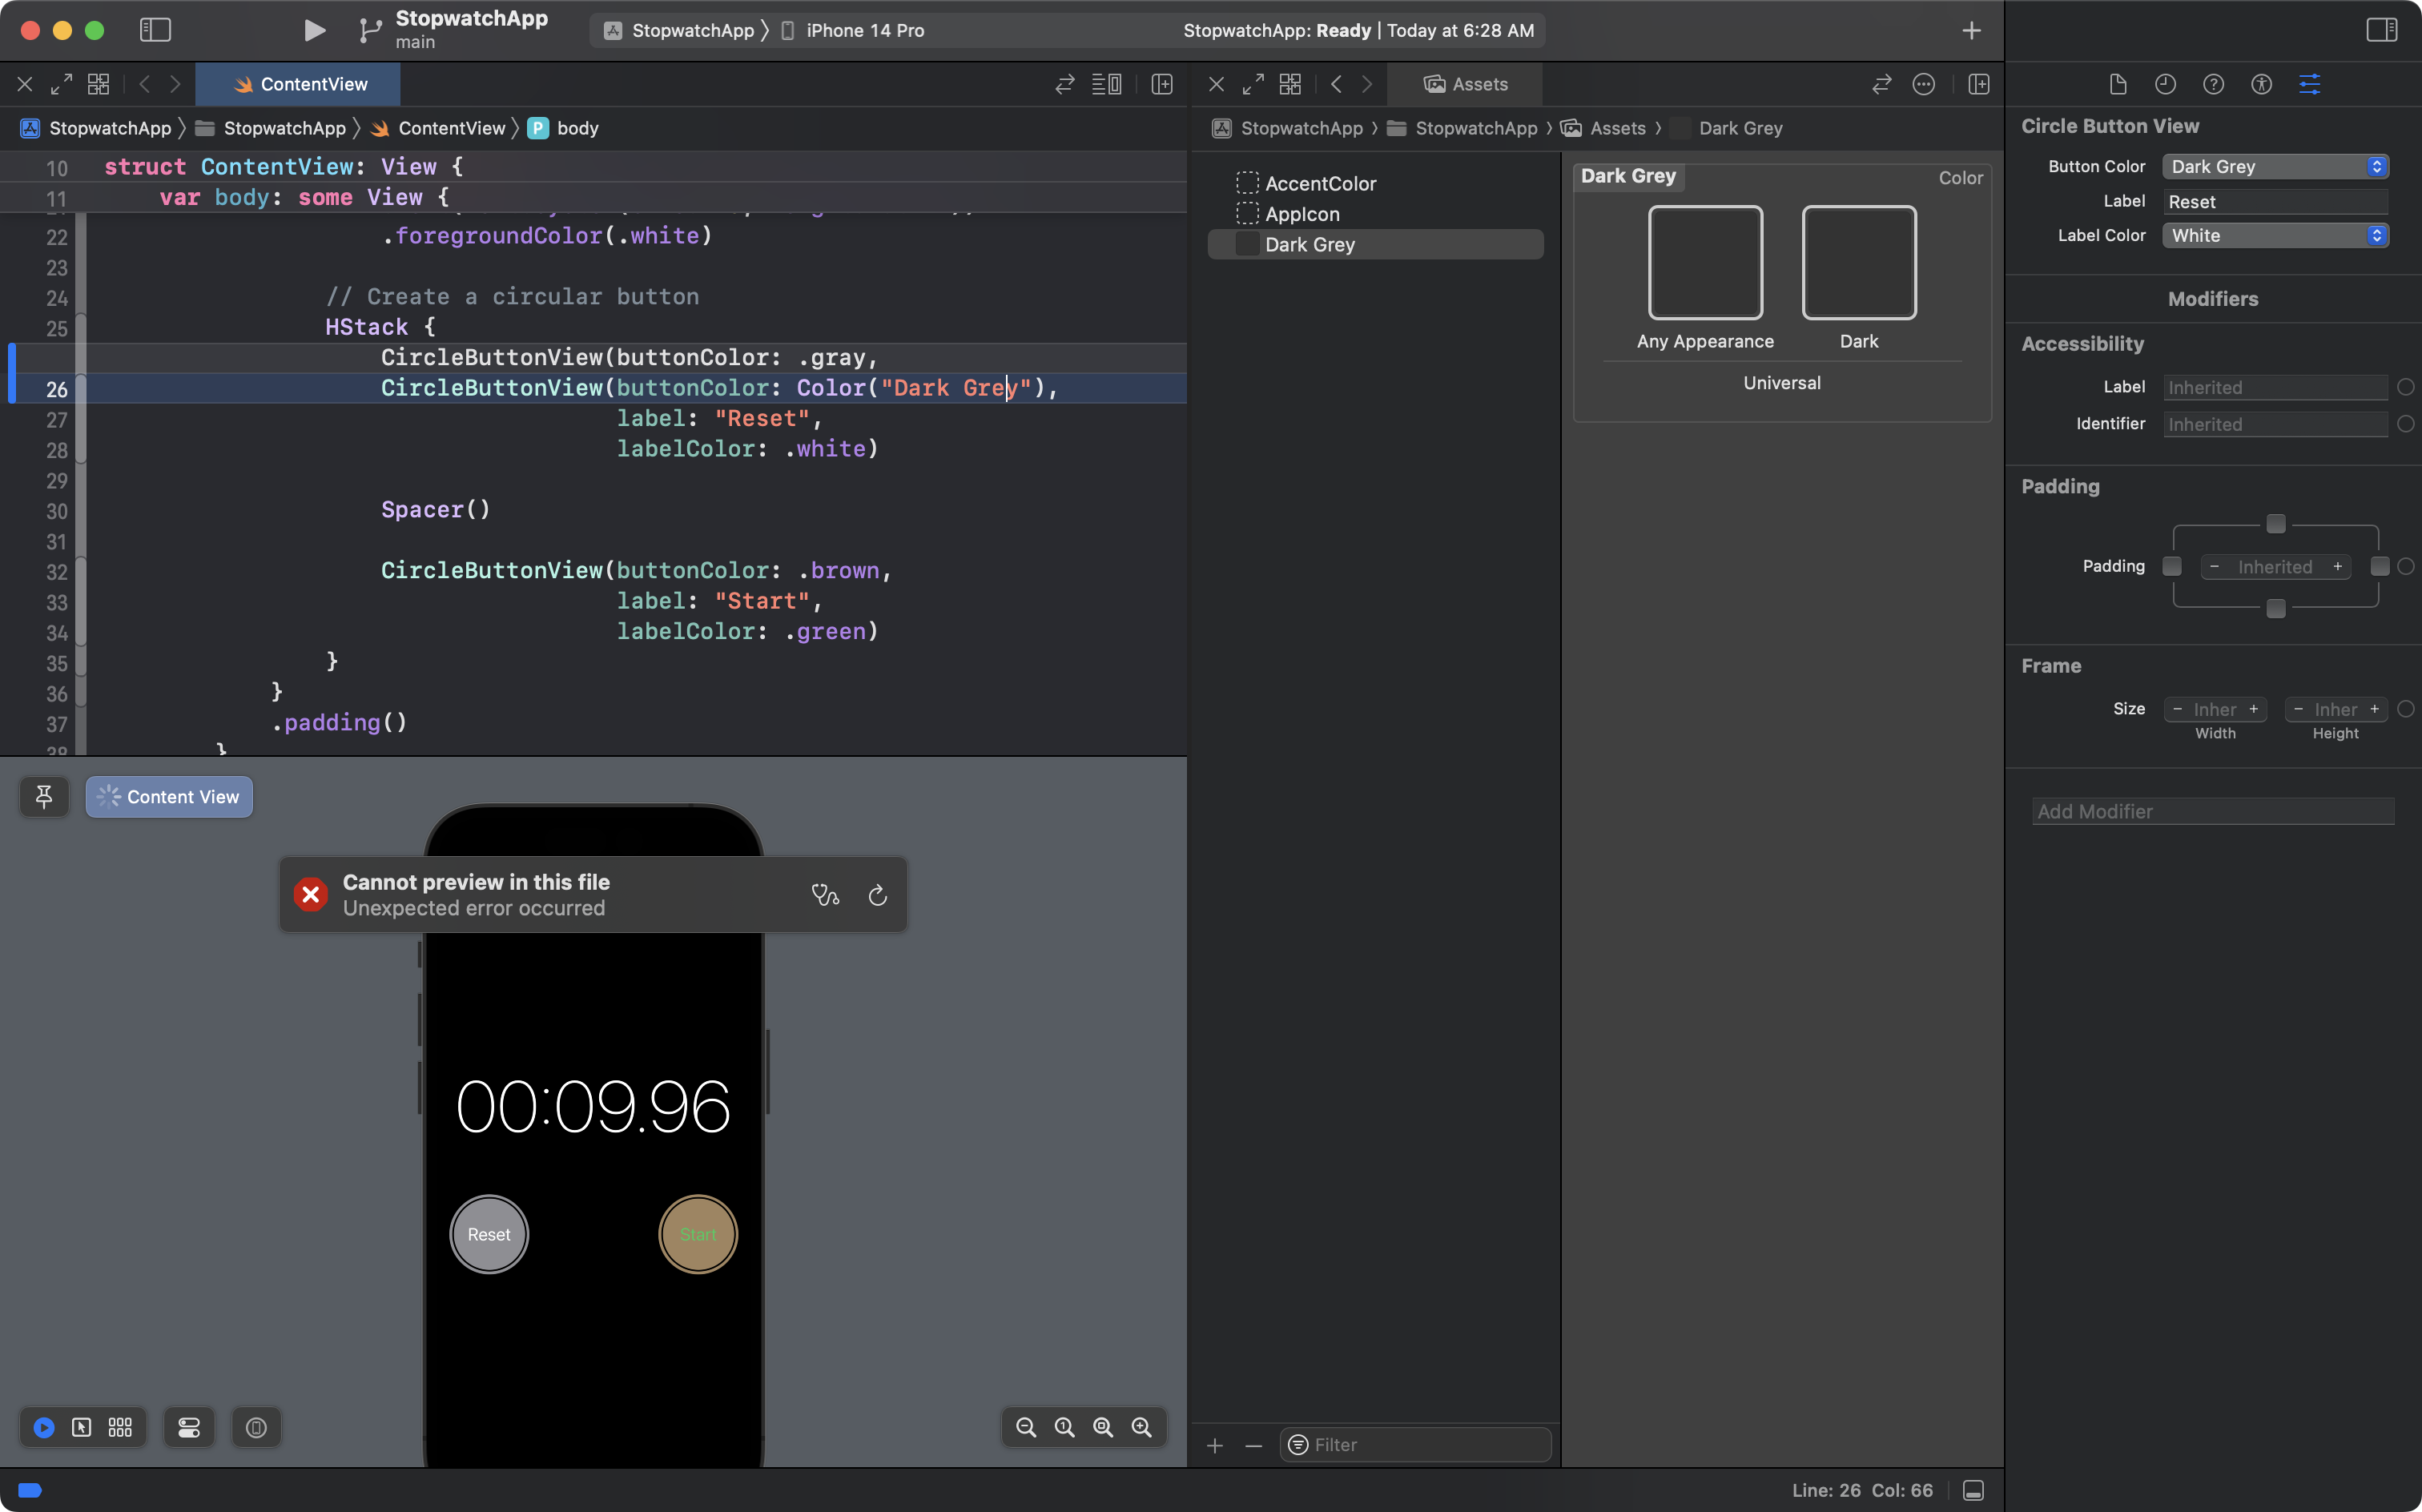 StopwatchApp
main
StopwatchApp 〉 iPhone 14 Pro
StopwatchApp: Ready | Today at 6:28 AM
ContentView
StopwatchApp 〉 StopwatchApp 〉 ContentView 〉 P body
10 struct ContentView: View {
11 var body: some View {
22 .foregroundColor(.white)
23
24 // Create a circular button
25 HStack {
CircleButtonView(buttonColor: .gray,
26 CircleButtonView(buttonColor: Color("Dark Grey"),
27 label: "Reset",
28 labelColor: .white)
29
30 Spacer()
31
32 CircleButtonView(buttonColor: .brown,
33 label: "Start",
34 labelColor: .green)
35 }
36 }
37 .padding()
38 }
Content View
Cannot preview in this file
Unexpected error occurred
00:09.96
Reset
Start
Assets
StopwatchApp 〉 StopwatchApp 〉 Assets 〉 Dark Grey
AccentColor
AppIcon
Dark Grey
Dark Grey
Color
Any Appearance
Dark
Universal
Filter
Line: 26 Col: 66
Circle Button View
Button Color Dark Grey
Label Reset
Label Color White
Modifiers
Accessibility
Label Inherited
Identifier Inherited
Padding
Padding - Inherited +
Frame
Size - Inher + - Inher +
Width Height
Add Modifier